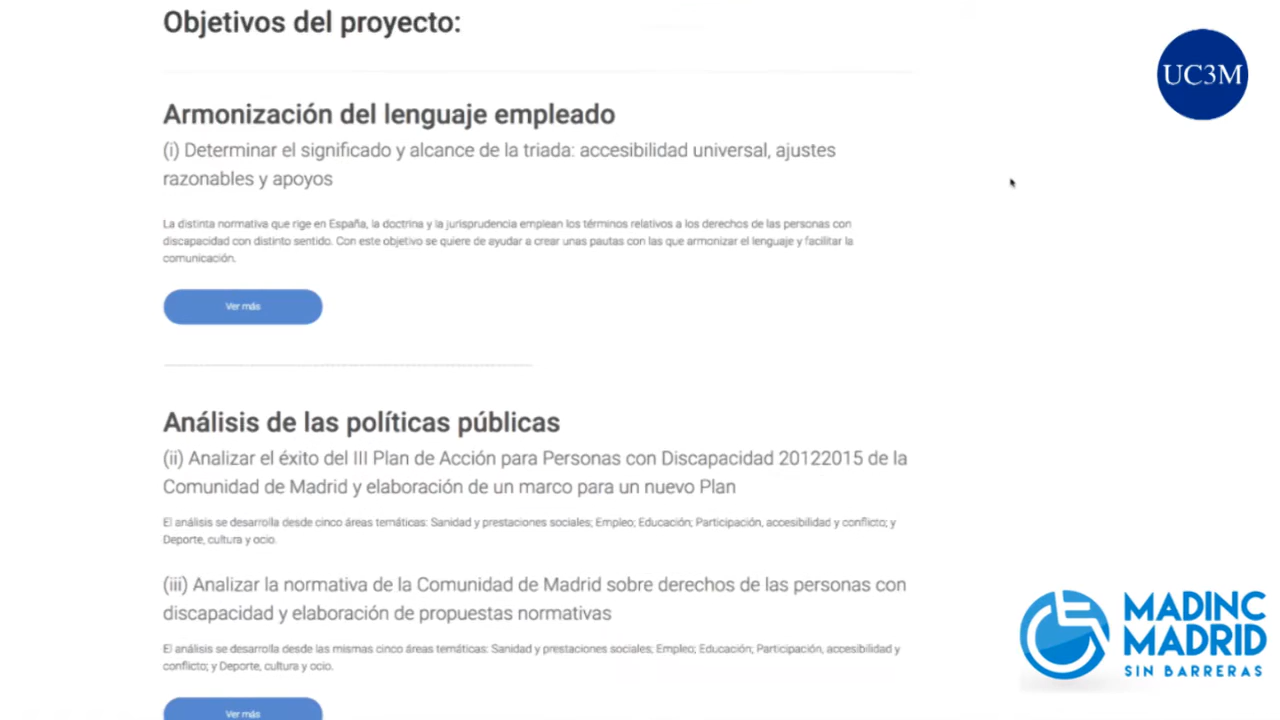 Objetivos del proyecto:
UC3M
Armonización del lenguaje empleado
(i) Determinar el significado y alcance de la triada: accesibilidad universal, ajustes
razonables y apoyos
La distinta normativa que rige en España, la doctrina y la jurisprudencia emplean los términos relativos a los derechos de las personas con
discapacidad con distinto sentido. Con este objetivo se quiere de ayudar a crear unas pautas con las que armonizar el lenguaje y facilitar la
comunicación.
Ver más
Análisis de las políticas públicas
(ii) Analizar el éxito del III Plan de Acción para Personas con Discapacidad 20122015 de la
Comunidad de Madrid y elaboración de un marco para un nuevo Plan
El análisis se desarrolla desde cinco áreas temáticas: Sanidad y prestaciones sociales; Empleo; Educación; Participación, accesibilidad y conflicto; y
Deporte, cultura y ocio.
(iii) Analizar la normativa de la Comunidad de Madrid sobre derechos de las personas con
discapacidad y elaboración de propuestas normativas
El análisis se desarrolla desde las mismas cinco áreas temáticas: Sanidad y prestaciones sociales; Empleo; Educación; Participación, accesibilidad y
conflicto; y Deporte, cultura y ocio.
Ver más
MADINC
MADRID
SIN BARRERAS